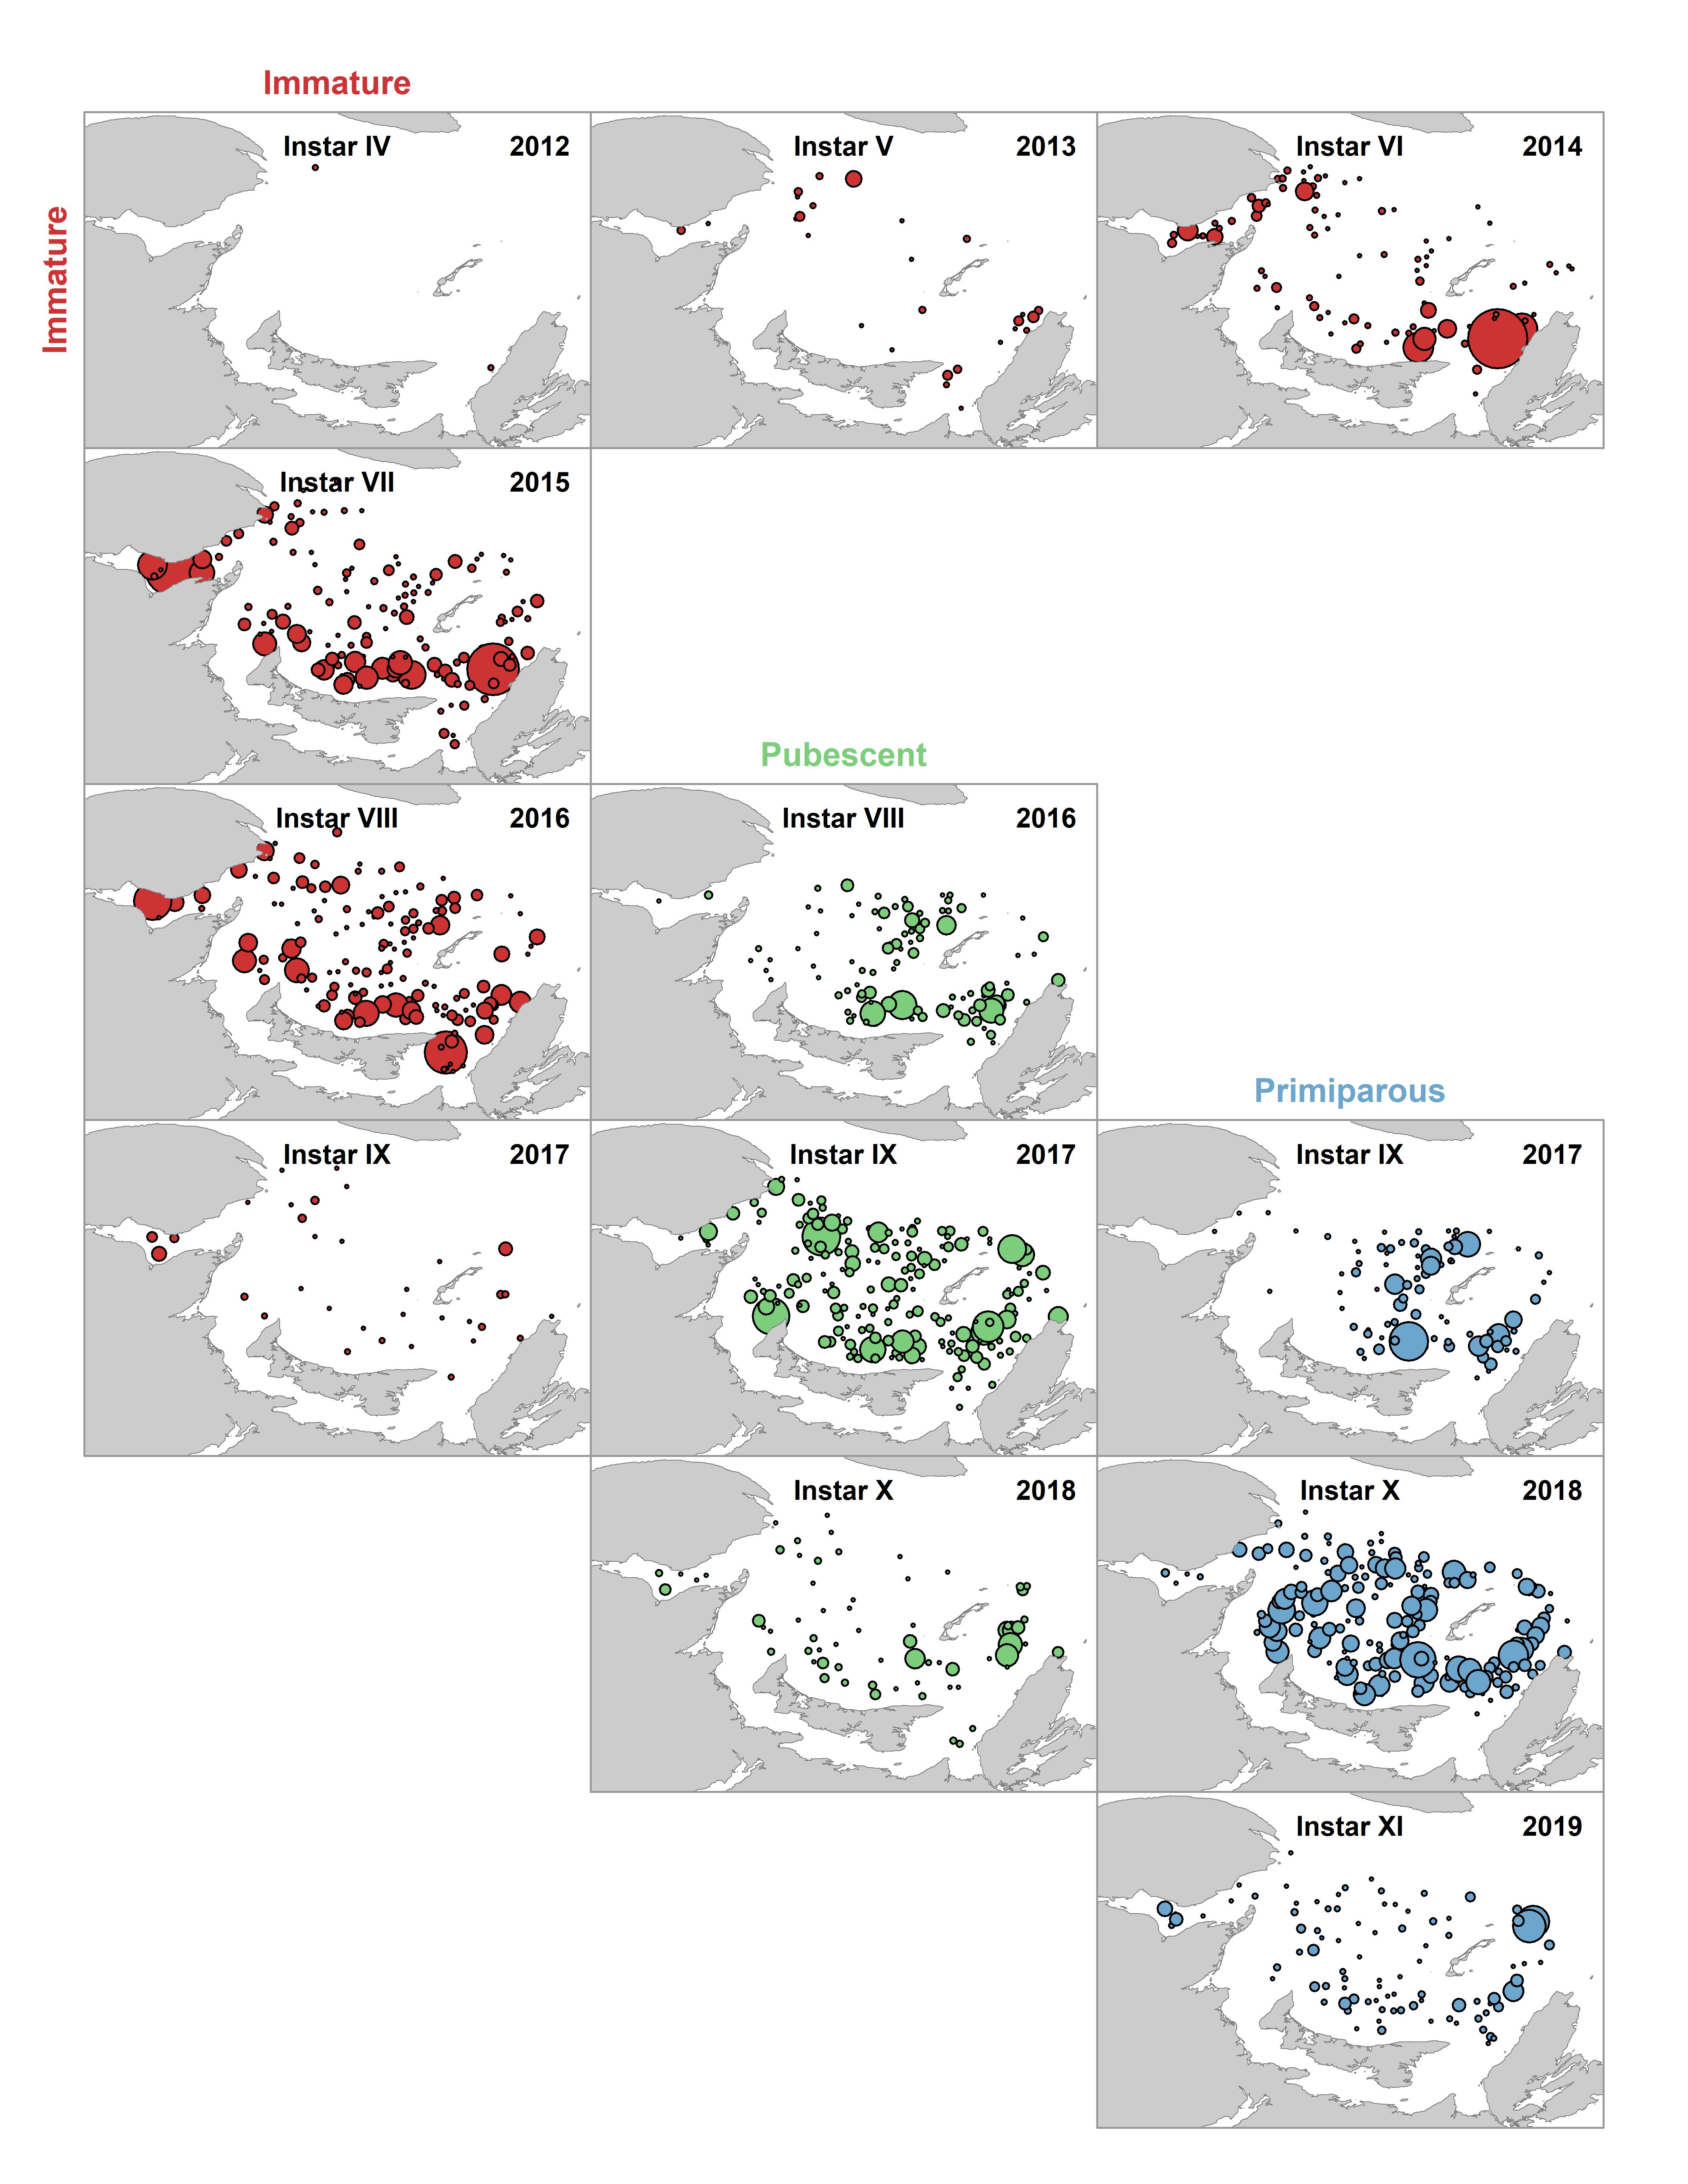 Immature
Immature
Instar IV 2012
Instar V 2013
Instar VI 2014
Instar VII 2015
Pubescent
Instar VIII 2016
Instar VIII 2016
Primiparous
Instar IX 2017
Instar IX 2017
Instar IX 2017
Instar X 2018
Instar X 2018
Instar XI 2019